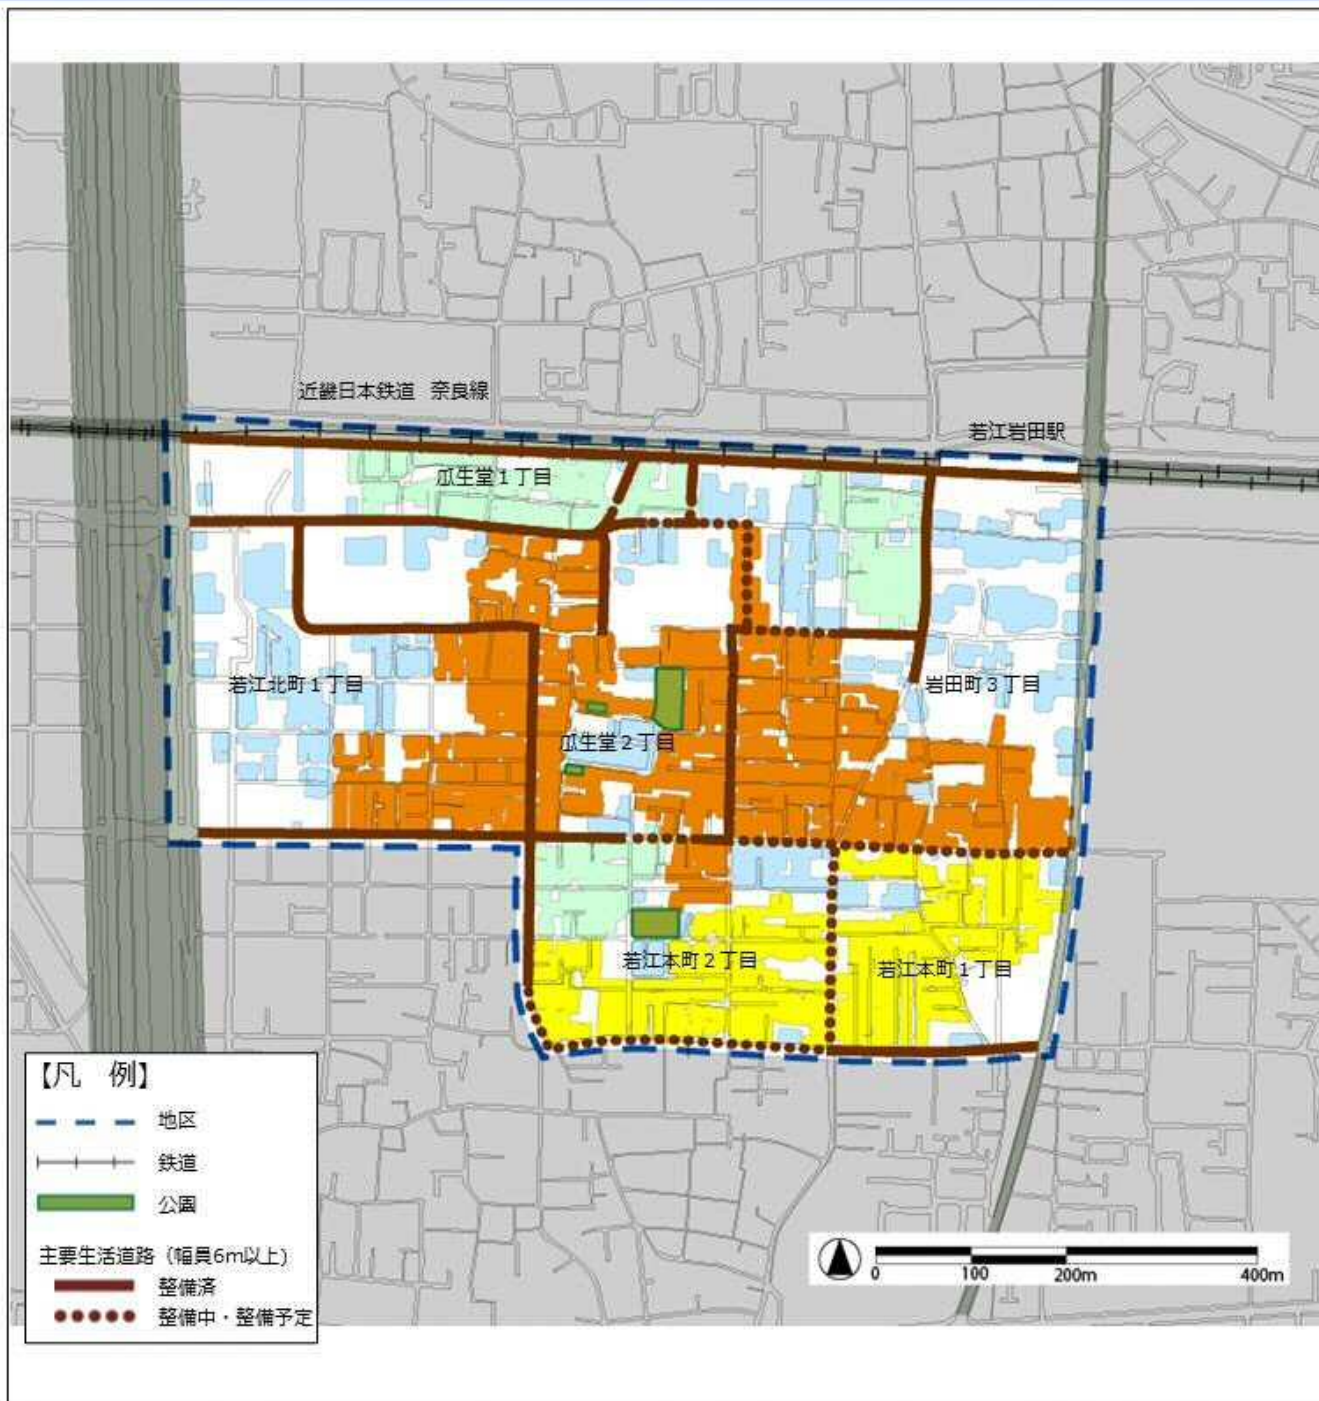 近畿日本鉄道 奈良線
若江岩田駅
瓜生堂1丁目
若江北町1丁目
岩田町3丁目
瓜生堂2丁目
若江本町2丁目
若江本町1丁目
【凡 例】
地区
鉄道
公園
主要生活道路（幅員6m以上）
整備済
整備中・整備予定
0 100 200m 400m